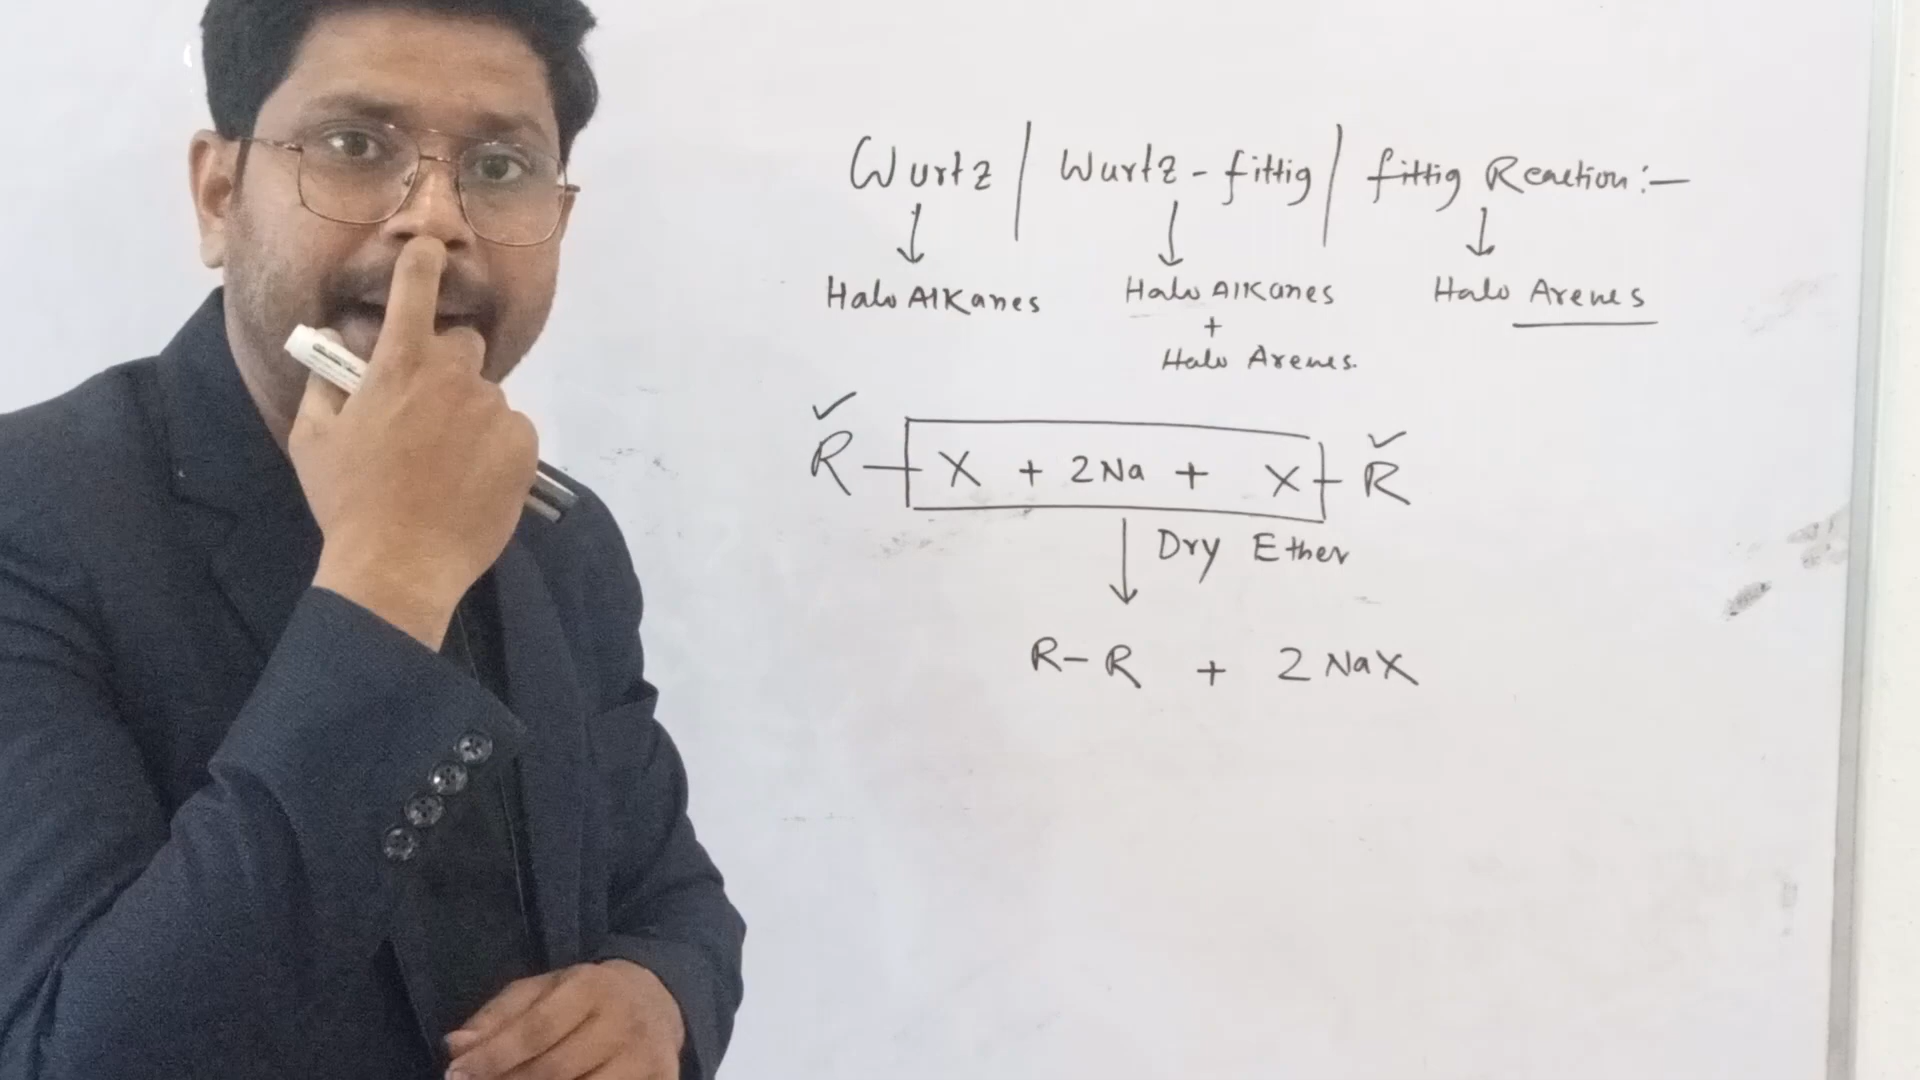 Wurtz | Wurtz - fittig | fittig Reaction :-
↓ ↓ ↓
Halo AlKanes Halo AlKanes Halo Arenes
+
Halo Arenes.
✓ ✓
R - X + 2Na + X - R
↓ Dry Ether
R - R + 2 NaX